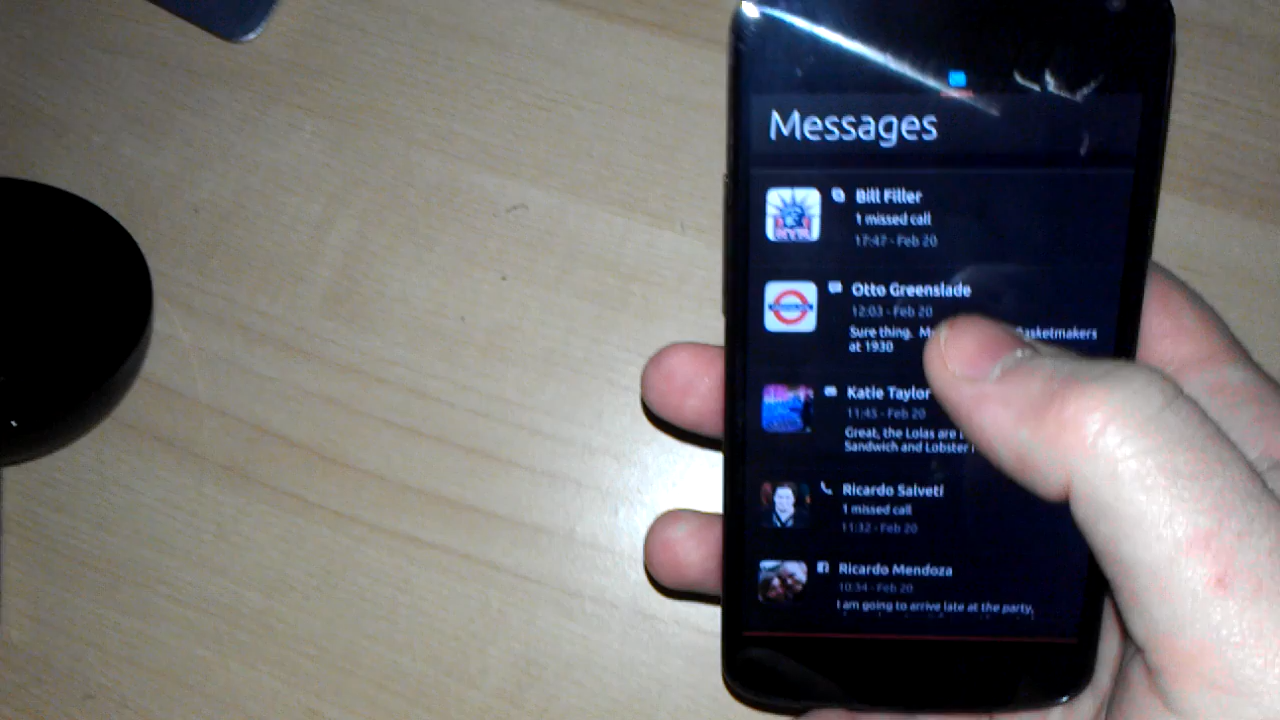 Messages
Bill Filler
1 missed call
17:47 - Feb 20
Otto Greenslade
12:03 - Feb 20
Sure thing. Basketmakers
at 1930
Katie Taylor
11:45 - Feb 20
Great, the Lolas are
Sandwich and Lobster
Ricardo Salveti
1 missed call
11:32 - Feb 20
Ricardo Mendoza
10:34 - Feb 20
I am going to arrive late at the party,